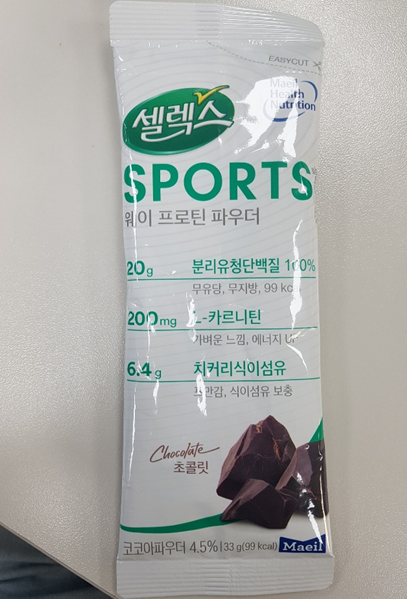 EASYCUT
Maeil
Health
Nutrition
셀렉스
SPORTS
웨이 프로틴 파우더
20g 분리유청단백질 100%
무유당, 무지방, 99 kcal
200mg L-카르니틴
가벼운 느낌, 에너지
6.4g 치커리식이섬유
포만감, 식이섬유 보충
Chocolate
초콜릿
코코아파우더 4.5% | 33 g(99 kcal) Maeil